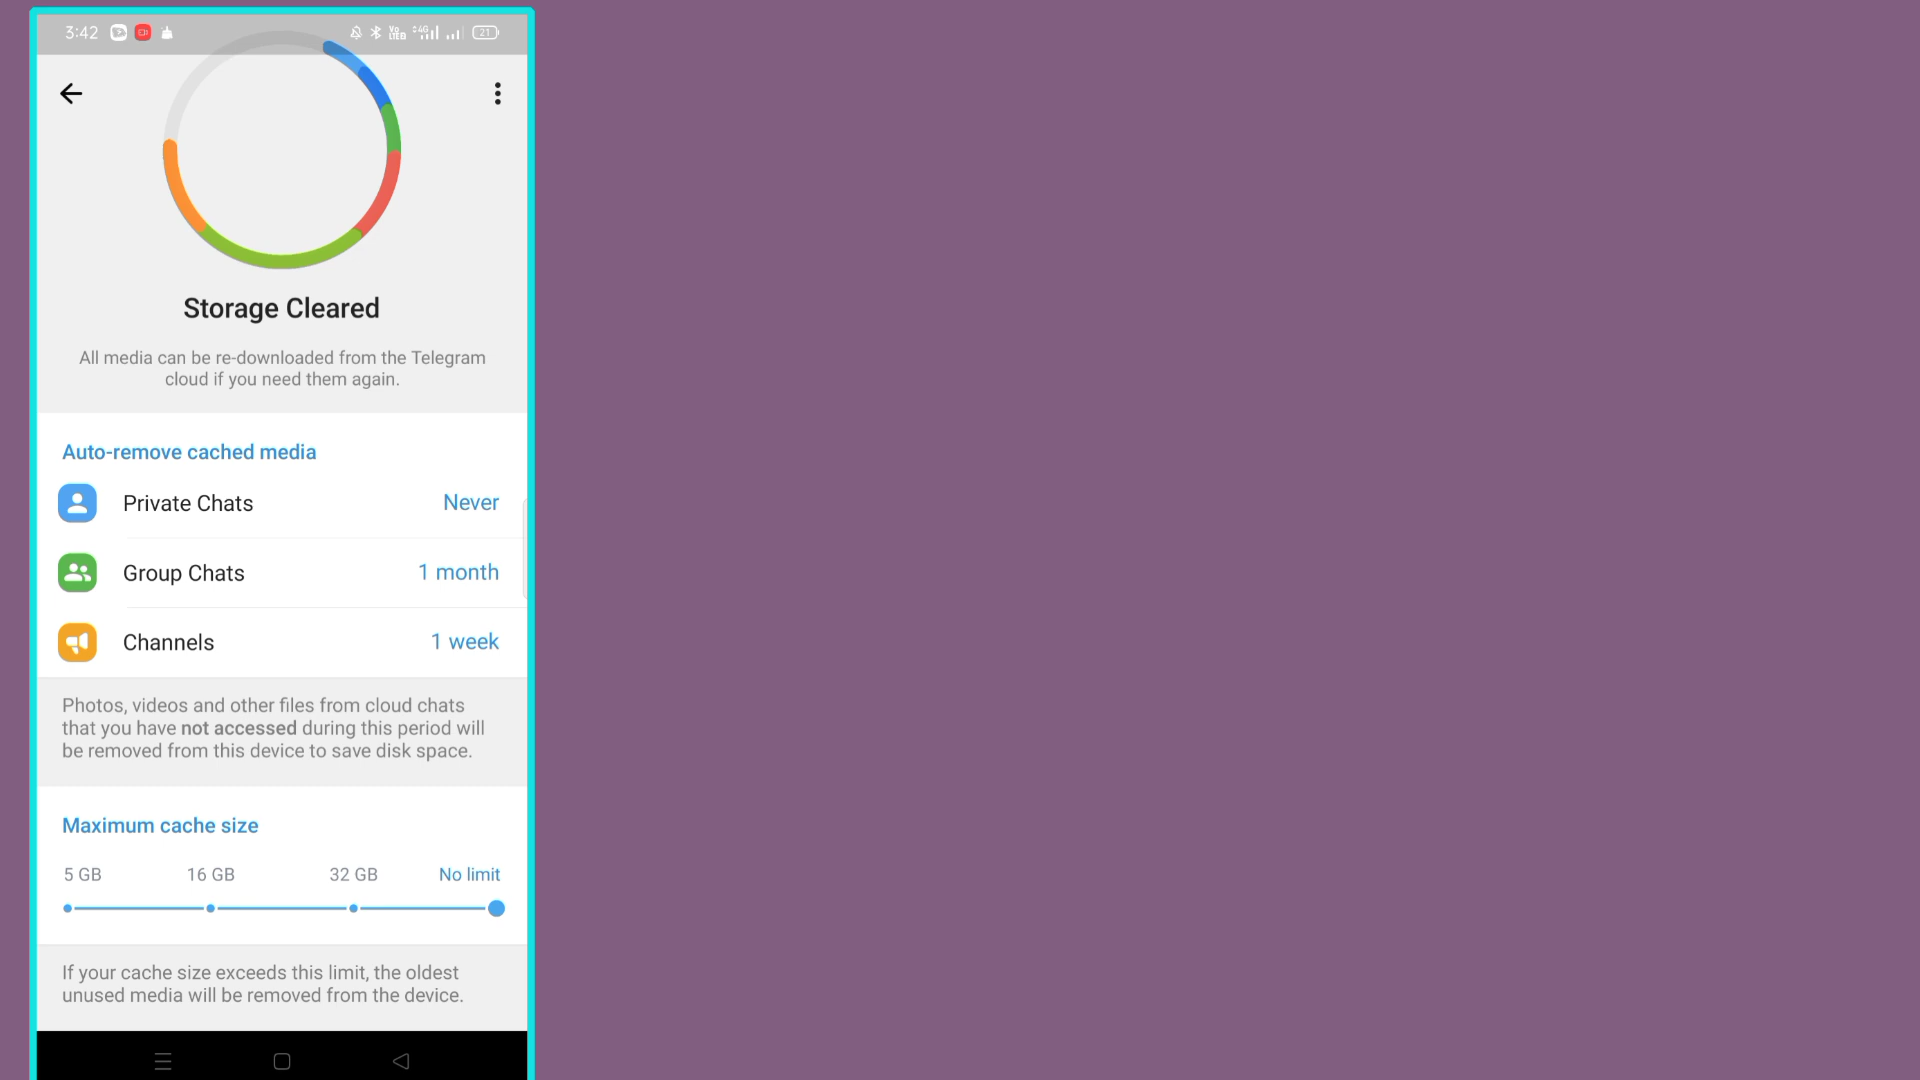 3:42
21
Storage Cleared
All media can be re-downloaded from the Telegram
cloud if you need them again.
Auto-remove cached media
Private Chats Never
Group Chats 1 month
Channels 1 week
Photos, videos and other files from cloud chats
that you have not accessed during this period will
be removed from this device to save disk space.
Maximum cache size
5 GB 16 GB 32 GB No limit
If your cache size exceeds this limit, the oldest
unused media will be removed from the device.